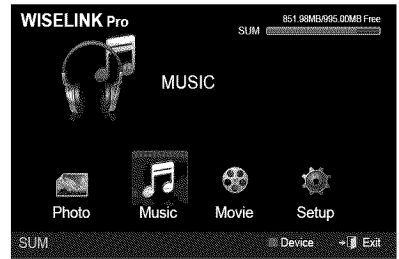 WISELINK Pro
851.98MB/995.00MB Free
SUM
MUSIC
Photo Music Movie Setup
SUM Device Exit